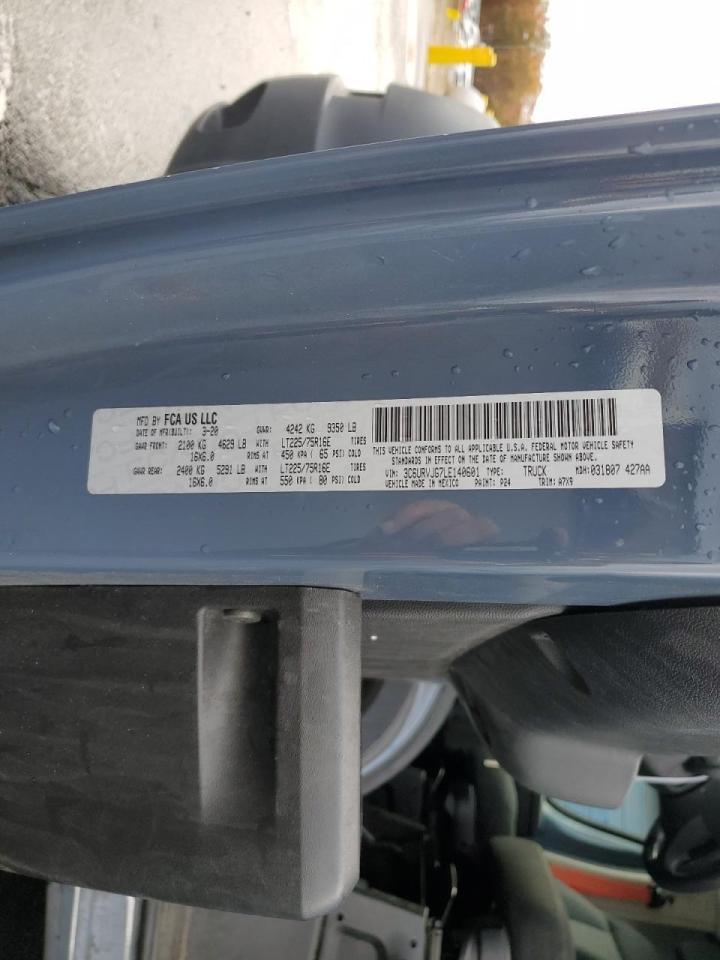 MFD BY FCA US LLC
DATE OF MFR(BUILT): 3-20 GVWR: 4242 KG 9350 LB
GAWR FRONT: 2100 KG 4629 LB WITH LT225/75R16E TIRES
16X6.0 RIMS AT 450 KPA ( 65 PSI) COLD
GAWR REAR: 2400 KG 5291 LB WITH LT225/75R16E TIRES
16X6.0 RIMS AT 550 KPA ( 80 PSI) COLD
THIS VEHICLE CONFORMS TO ALL APPLICABLE U.S.A. FEDERAL MOTOR VEHICLE SAFETY
STANDARDS IN EFFECT ON THE DATE OF MANUFACTURE SHOWN ABOVE.
VIN: 3C6URVJG7LE140601 TYPE: TRUCK MDH: 031807 427AA
VEHICLE MADE IN MEXICO PAINT: P24 TRIM: A7X9